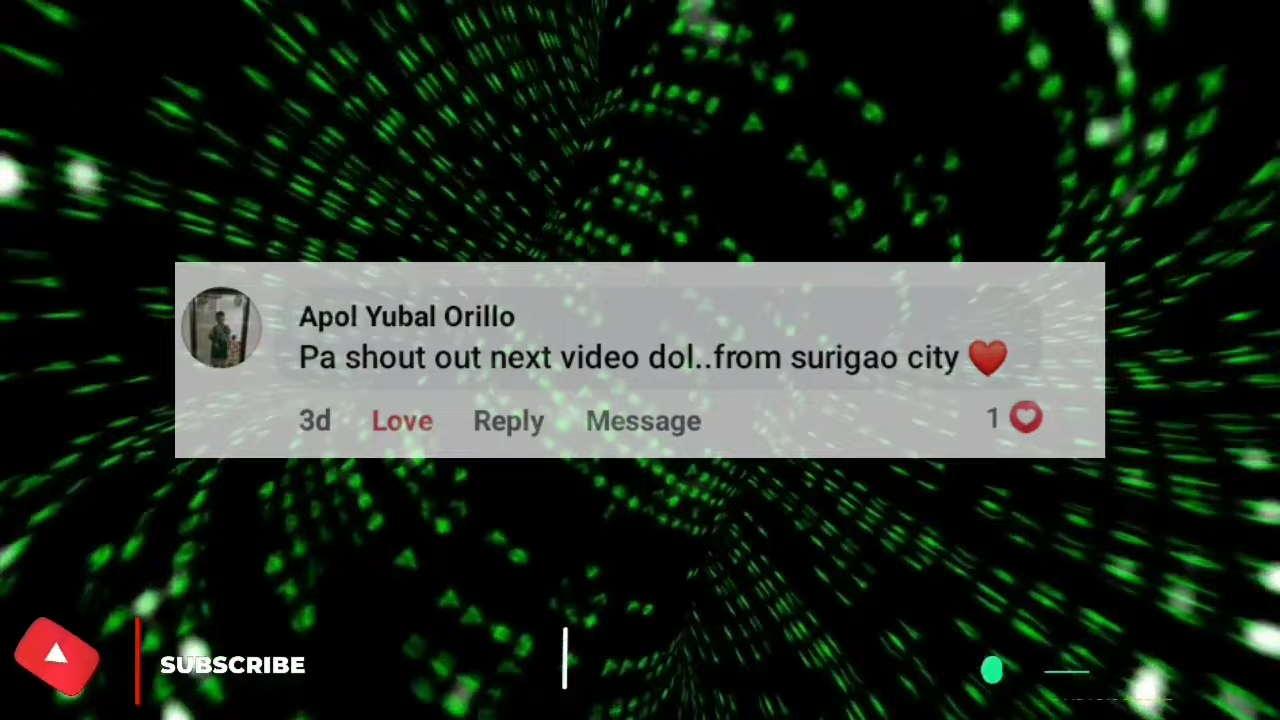 Apol Yubal Orillo
Pa shout out next video dol..from surigao city ❤️
3d Love Reply Message 1
SUBSCRIBE